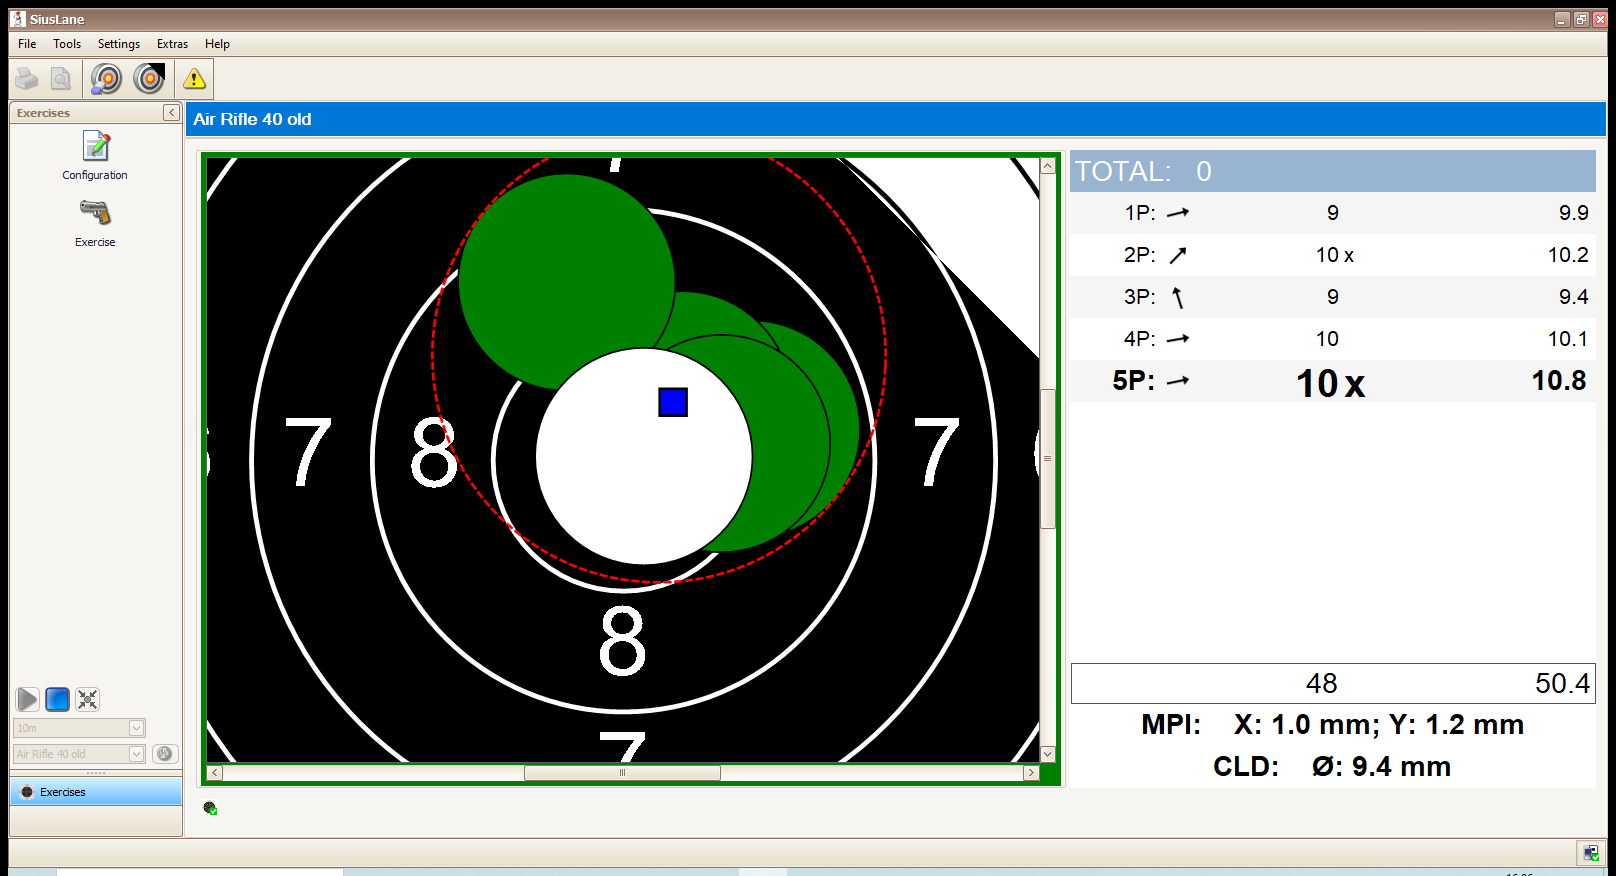 SiusLane
File Tools Settings Extras Help
Exercises
Configuration
Exercise
10m
Air Rifle 40 old
Exercises
Air Rifle 40 old
7 8 7
8
7
TOTAL: 0
1P: 9 9.9
2P: 10 x 10.2
3P: 9 9.4
4P: 10 10.1
5P: 10 x 10.8
48 50.4
MPI: X: 1.0 mm; Y: 1.2 mm
CLD: Ø: 9.4 mm